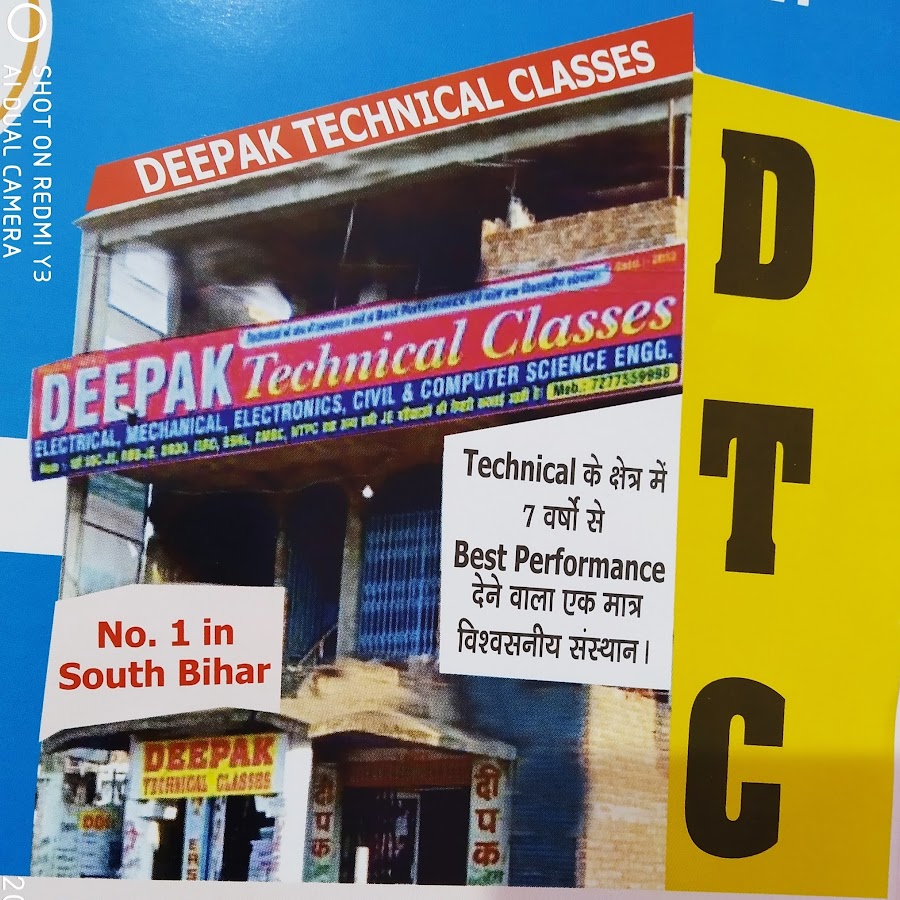 SHOT ON REDMI Y3
AI DUAL CAMERA
DEEPAK TECHNICAL CLASSES
DEEPAK Technical Classes
ELECTRICAL, MECHANICAL, ELECTRONICS, CIVIL & COMPUTER SCIENCE ENGG.
Mob.: 7277559998
Technical के क्षेत्र में
7 वर्षो से
Best Performance
देने वाला एक मात्र
विश्वसनीय संस्थान।
No. 1 in
South Bihar
DEEPAK
TECHNICAL CLASSES
दीपक
दीपक
DTC